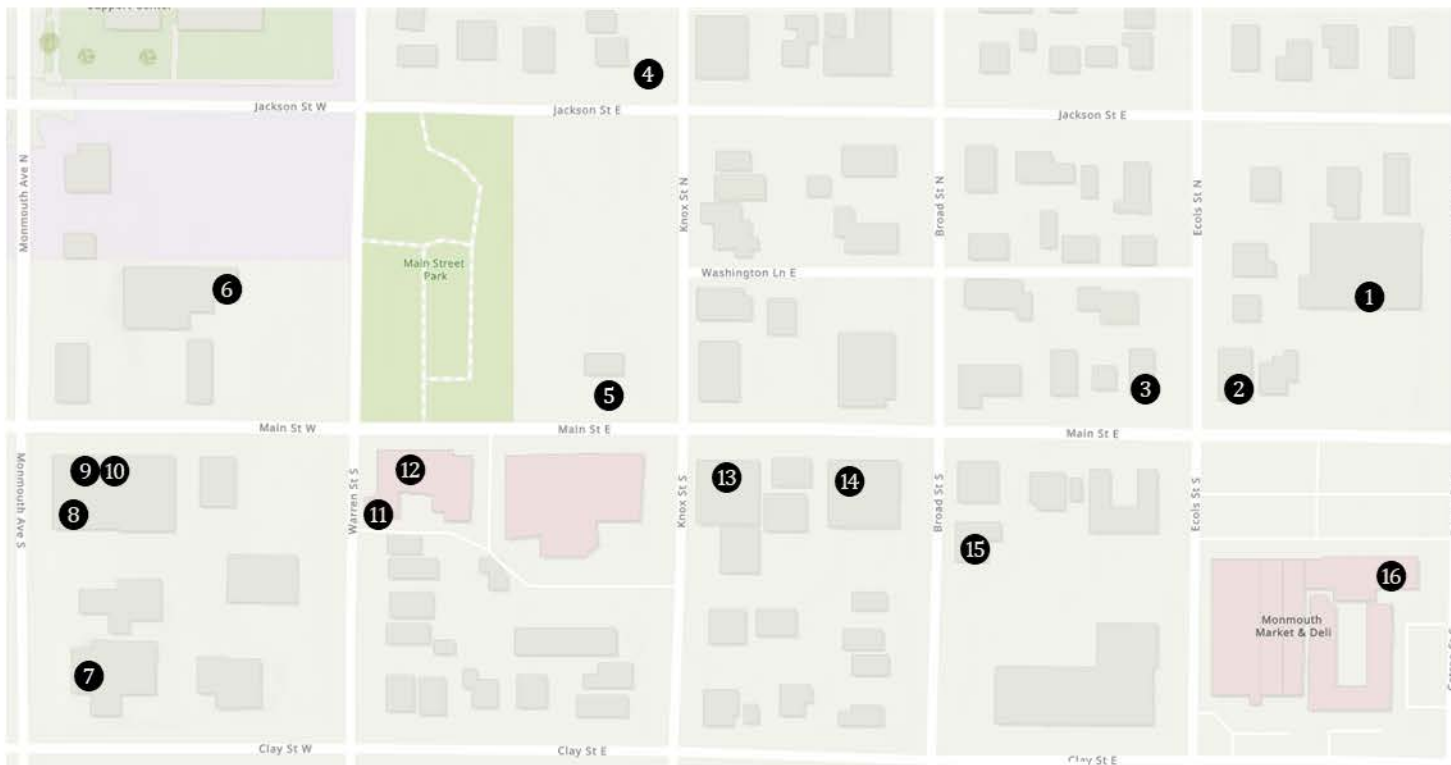 Support Center
4
Jackson St W
Jackson St E
Jackson St E
Monmouth Ave N
Knox St N
Broad St N
Ecols St N
Main Street
Park
Washington Ln E
6
1
5
3
2
Main St W
Main St E
Main St E
Monmouth Ave S
Warren St S
Knox St S
Broad St S
Ecols St S
9
10
12
13
14
8
11
15
16
Monmouth
Market & Deli
7
Clay St W
Clay St E
Clay St E